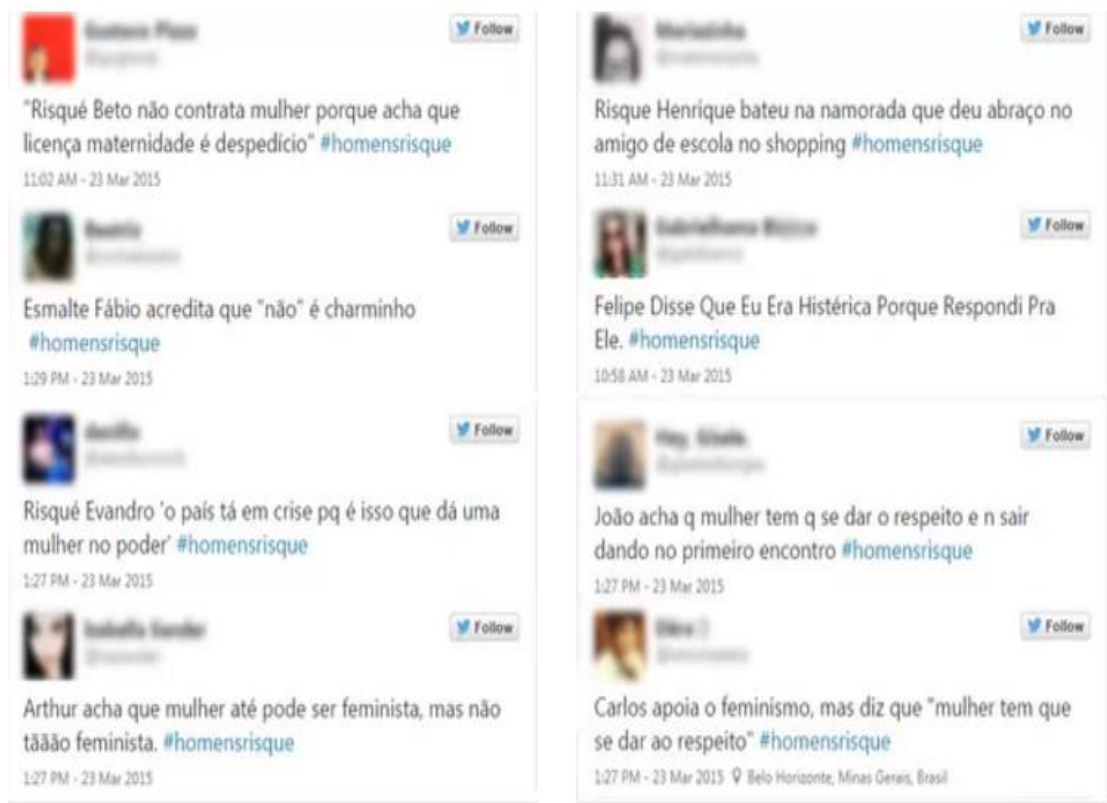 Follow
"Risqué Beto não contrata mulher porque acha que
licença maternidade é despedício" #homensrisque
11:02 AM - 23 Mar 2015
Follow
Esmalte Fábio acredita que "não" é charminho
#homensrisque
1:29 PM - 23 Mar 2015
Follow
Risqué Evandro 'o país tá em crise pq é isso que dá uma
mulher no poder' #homensrisque
1:27 PM - 23 Mar 2015
Follow
Arthur acha que mulher até pode ser feminista, mas não
tãããO feminista. #homensrisque
1:27 PM - 23 Mar 2015
Follow
Risque Henrique bateu na namorada que deu abraço no
amigo de escola no shopping #homensrisque
11:31 AM - 23 Mar 2015
Follow
Felipe Disse Que Eu Era Histérica Porque Respondi Pra
Ele. #homensrisque
10:58 AM - 23 Mar 2015
Follow
João acha q mulher tem q se dar o respeito e n sair
dando no primeiro encontro #homensrisque
1:27 PM - 23 Mar 2015
Follow
Carlos apoia o feminismo, mas diz que "mulher tem que
se dar ao respeito" #homensrisque
1:27 PM - 23 Mar 2015 Belo Horizonte, Minas Gerais, Brasil